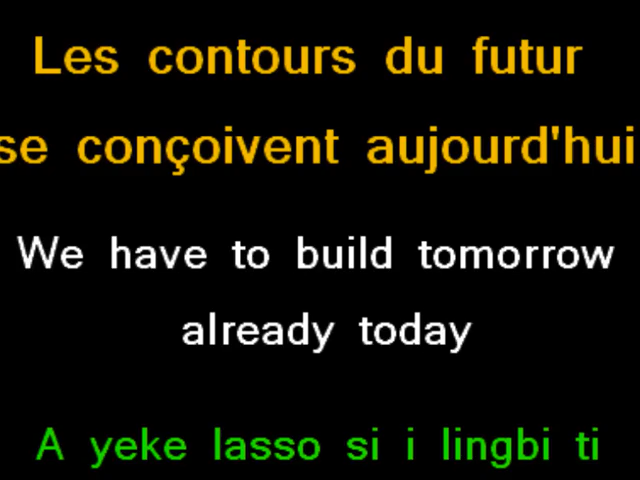 Les contours du futur
se conçoivent aujourd'hui
We have to build tomorrow
already today
A yeke lasso si i lingbi ti